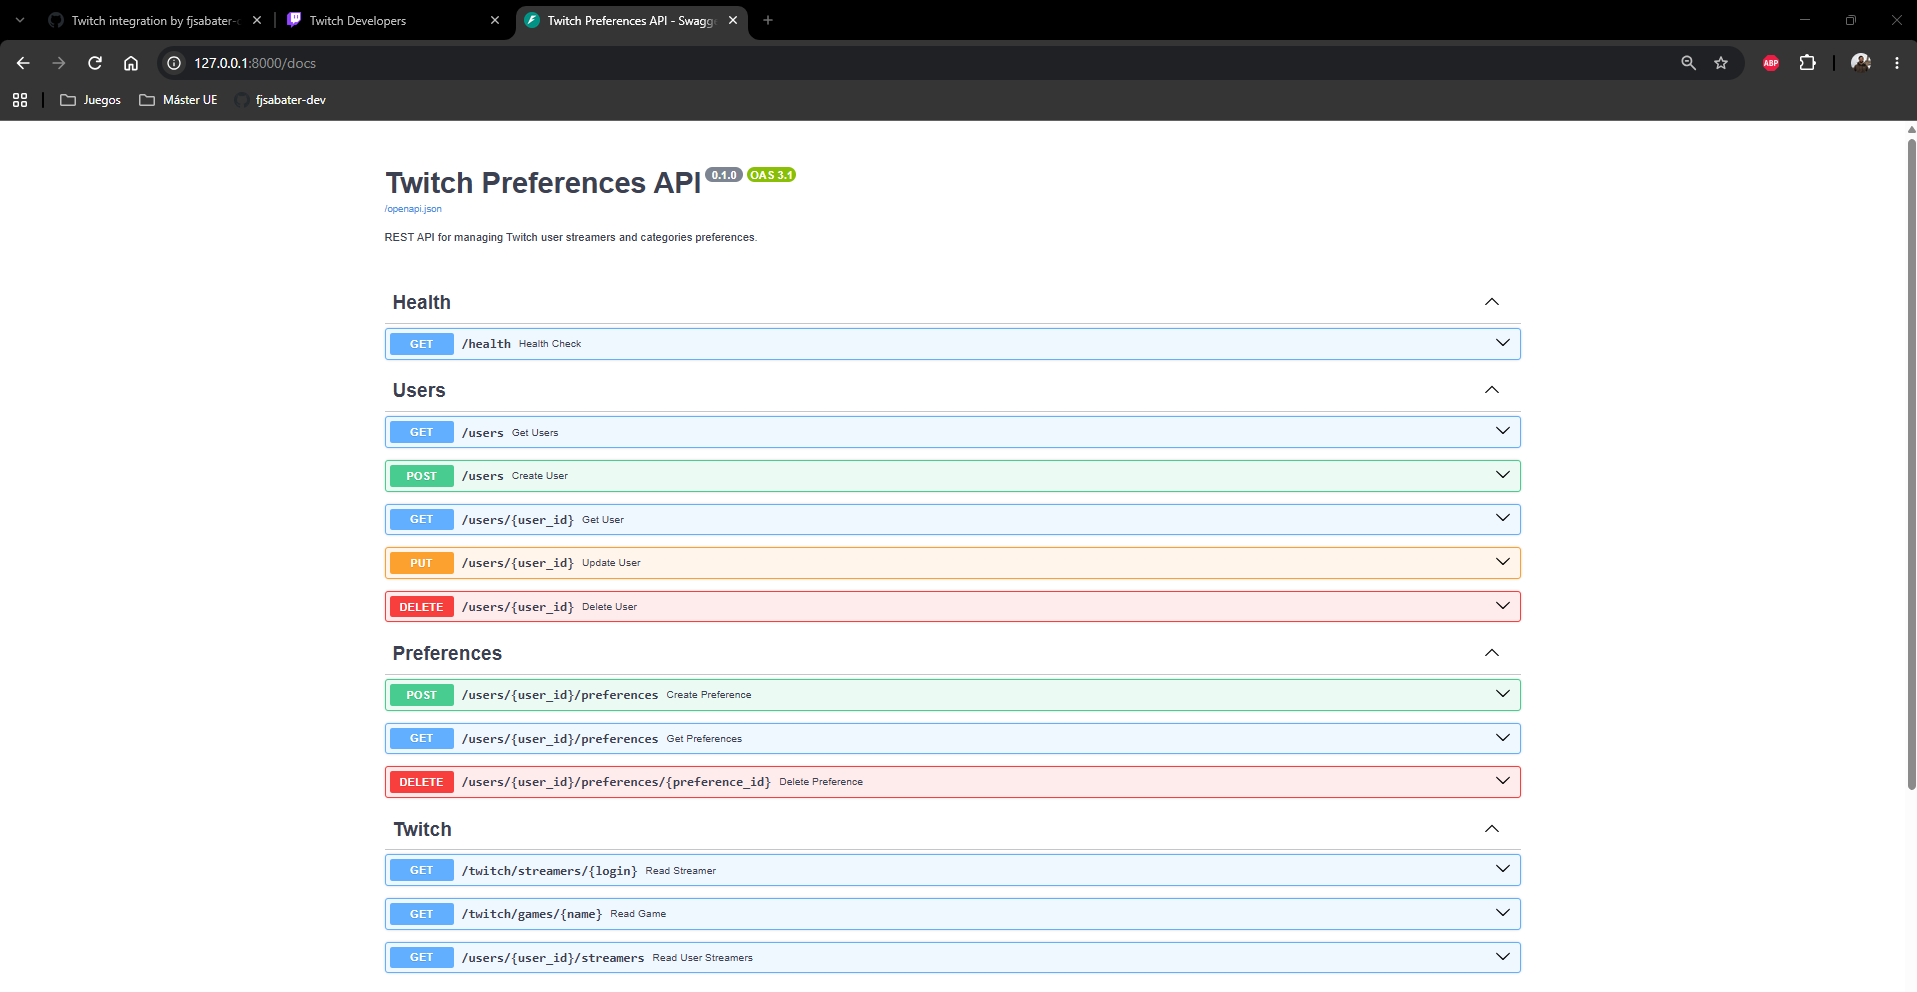 Twitch integration by fjsabater-
Twitch Developers
Twitch Preferences API - Swagg
127.0.0.1:8000/docs
ABP
Juegos
Máster UE
fjsabater-dev
Twitch Preferences API 0.1.0 OAS 3.1
/openapi.json
REST API for managing Twitch user streamers and categories preferences.
Health
GET /health Health Check
Users
GET /users Get Users
POST /users Create User
GET /users/{user_id} Get User
PUT /users/{user_id} Update User
DELETE /users/{user_id} Delete User
Preferences
POST /users/{user_id}/preferences Create Preference
GET /users/{user_id}/preferences Get Preferences
DELETE /users/{user_id}/preferences/{preference_id} Delete Preference
Twitch
GET /twitch/streamers/{login} Read Streamer
GET /twitch/games/{name} Read Game
GET /users/{user_id}/streamers Read User Streamers